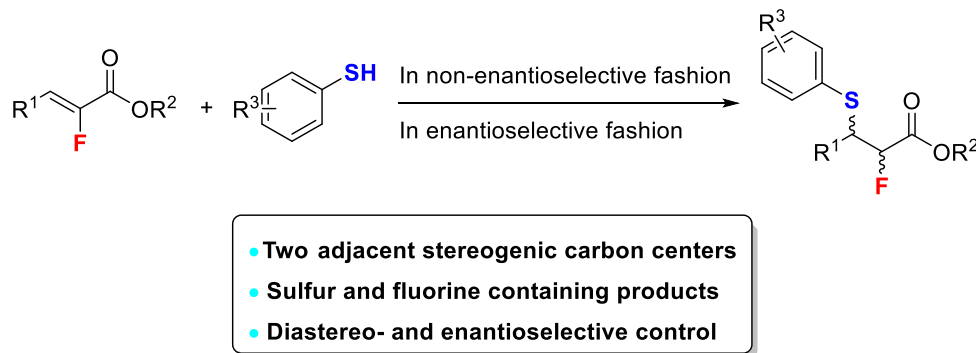 R³
O
R¹
OR²
F
+
R³
SH
In non-enantioselective fashion
In enantioselective fashion
S
O
R¹
OR²
F
• Two adjacent stereogenic carbon centers
• Sulfur and fluorine containing products
• Diastereo- and enantioselective control